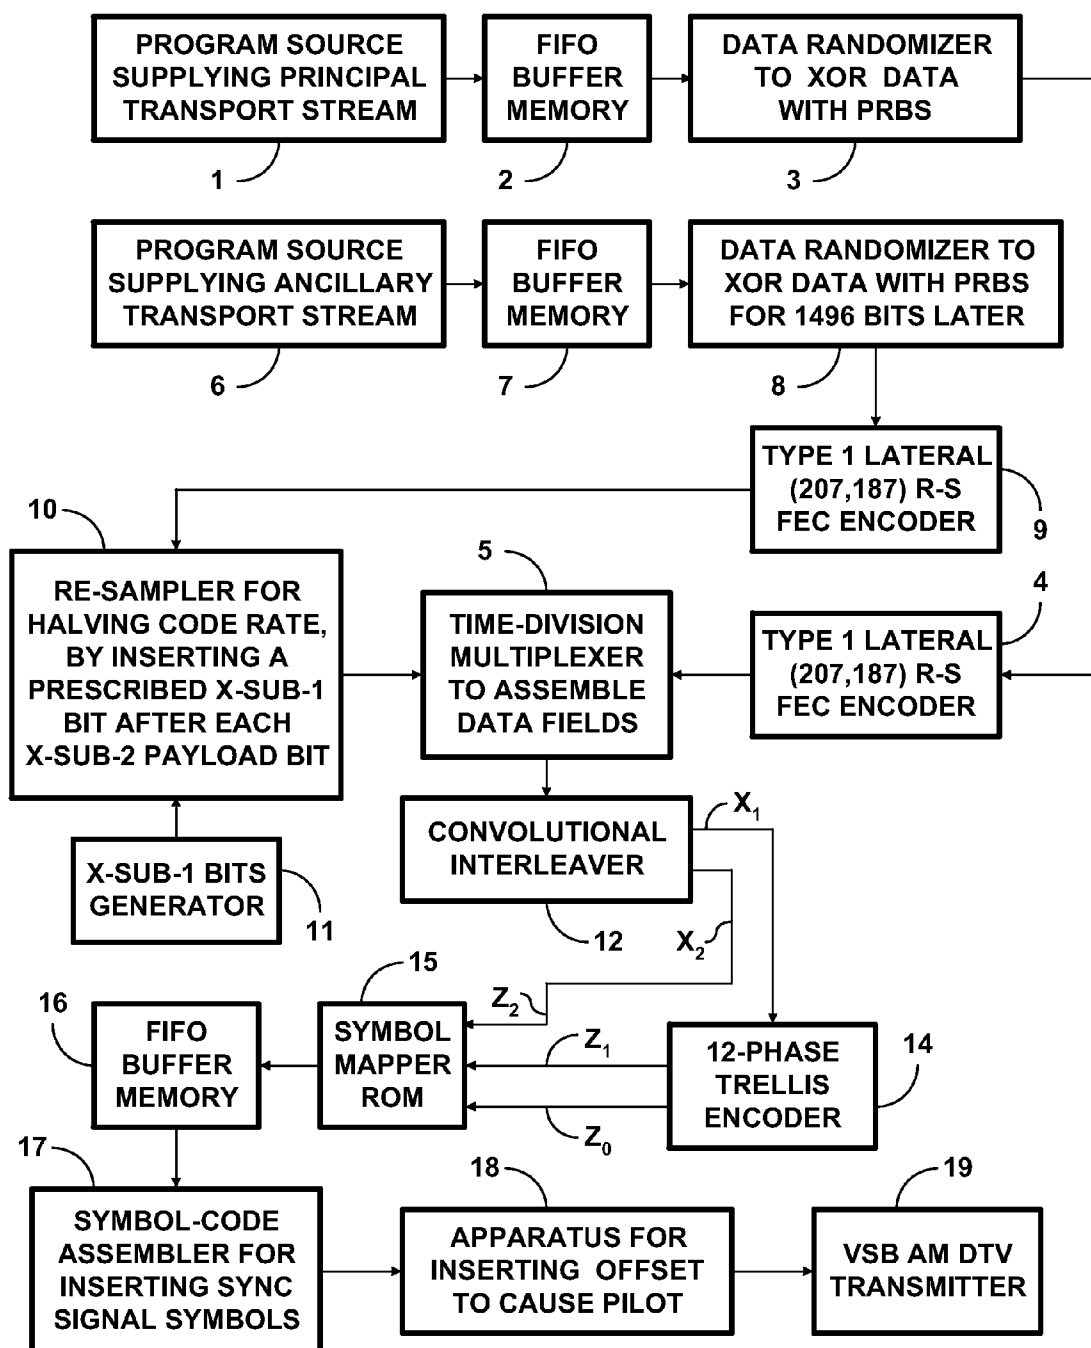 PROGRAM SOURCE
SUPPLYING PRINCIPAL
TRANSPORT STREAM
1
FIFO
BUFFER
MEMORY
2
DATA RANDOMIZER
TO XOR DATA
WITH PRBS
3
PROGRAM SOURCE
SUPPLYING ANCILLARY
TRANSPORT STREAM
6
FIFO
BUFFER
MEMORY
7
DATA RANDOMIZER TO
XOR DATA WITH PRBS
FOR 1496 BITS LATER
8
TYPE 1 LATERAL
(207,187) R-S
FEC ENCODER
9
10
RE-SAMPLER FOR
HALVING CODE RATE,
BY INSERTING A
PRESCRIBED X-SUB-1
BIT AFTER EACH
X-SUB-2 PAYLOAD BIT
5
TIME-DIVISION
MULTIPLEXER
TO ASSEMBLE
DATA FIELDS
4
TYPE 1 LATERAL
(207,187) R-S
FEC ENCODER
X-SUB-1 BITS
GENERATOR
11
CONVOLUTIONAL
INTERLEAVER
12
X₁
X₂
16
FIFO
BUFFER
MEMORY
15
SYMBOL
MAPPER
ROM
Z₂
Z₁
Z₀
12-PHASE
TRELLIS
ENCODER
14
17
SYMBOL-CODE
ASSEMBLER FOR
INSERTING SYNC
SIGNAL SYMBOLS
18
APPARATUS FOR
INSERTING OFFSET
TO CAUSE PILOT
19
VSB AM DTV
TRANSMITTER